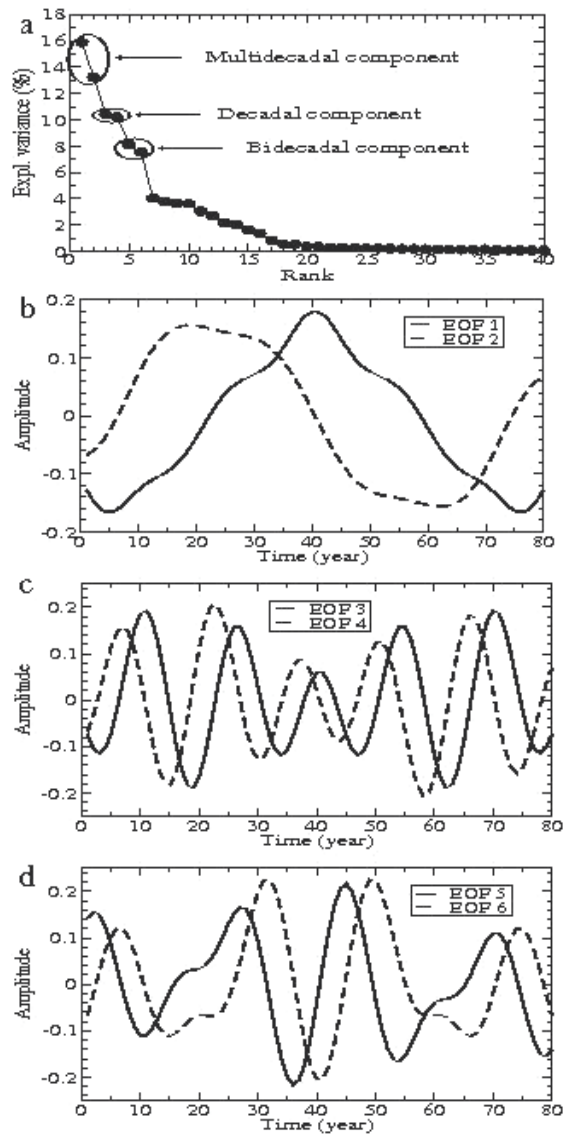 a
18
16
14
12
10
8
6
4
2
0
Expl. variance (%)
Multidecadal component
Decadal component
Bidecadal component
0 5 10 15 20 25 30 35 40
Rank
b
0.2
0.1
0
-0.1
-0.2
Amplitude
EOF 1
EOF 2
0 10 20 30 40 50 60 70 80
Time (year)
c
0.2
0.1
0
-0.1
-0.2
Amplitude
EOF 3
EOF 4
0 10 20 30 40 50 60 70 80
Time (year)
d
0.2
0.1
0
-0.1
-0.2
Amplitude
EOF 5
EOF 6
0 10 20 30 40 50 60 70 80
Time (year)